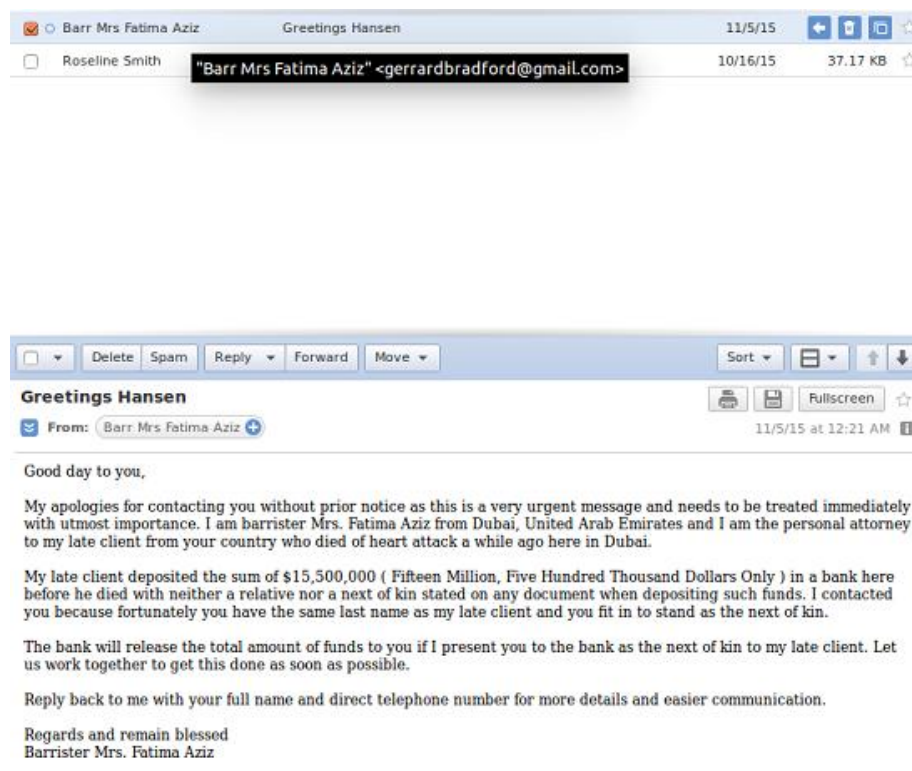 Barr Mrs Fatima Aziz Greetings Hansen 11/5/15
Roseline Smith 10/16/15 37.17 KB
"Barr Mrs Fatima Aziz" <gerrardbradford@gmail.com>
Delete Spam Reply Forward Move Sort
Greetings Hansen Fullscreen
From: Barr Mrs Fatima Aziz 11/5/15 at 12:21 AM
Good day to you,
My apologies for contacting you without prior notice as this is a very urgent message and needs to be treated immediately
with utmost importance. I am barrister Mrs. Fatima Aziz from Dubai, United Arab Emirates and I am the personal attorney
to my late client from your country who died of heart attack a while ago here in Dubai.
My late client deposited the sum of $15,500,000 ( Fifteen Million, Five Hundred Thousand Dollars Only ) in a bank here
before he died with neither a relative nor a next of kin stated on any document when depositing such funds. I contacted
you because fortunately you have the same last name as my late client and you fit in to stand as the next of kin.
The bank will release the total amount of funds to you if I present you to the bank as the next of kin to my late client. Let
us work together to get this done as soon as possible.
Reply back to me with your full name and direct telephone number for more details and easier communication.
Regards and remain blessed
Barrister Mrs. Fatima Aziz